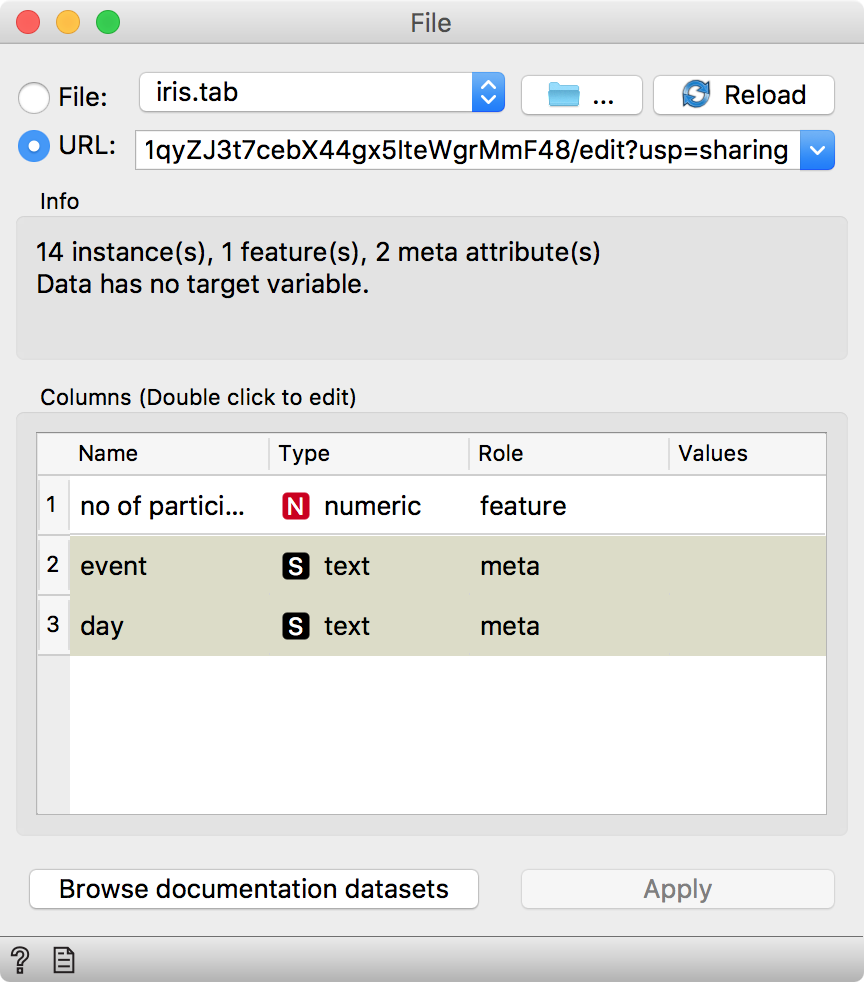 File
File: iris.tab ... Reload
URL: 1qyZJ3t7cebX44gx5lteWgrMmF48/edit?usp=sharing
Info
14 instance(s), 1 feature(s), 2 meta attribute(s)
Data has no target variable.
Columns (Double click to edit)
Name Type Role Values
1 no of partici... N numeric feature
2 event S text meta
3 day S text meta
Browse documentation datasets Apply
?